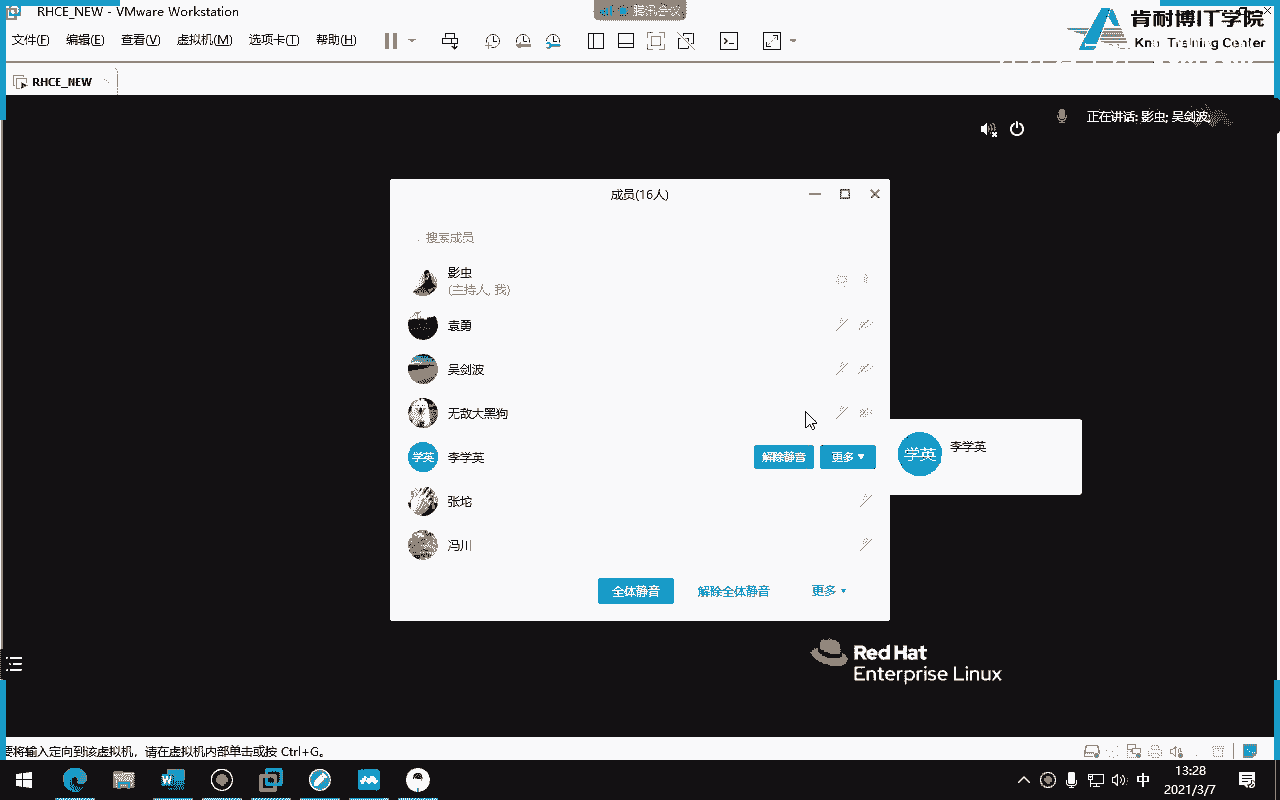 RHCE_NEW - VMware Workstation
腾讯会议
肯耐博IT学院
Training Center
文件(F) 编辑(E) 查看(V) 虚拟机(M) 选项卡(T) 帮助(H)
RHCE_NEW
正在讲话: 影虫; 吴剑波;
成员(16人)
搜索成员
影虫
(主持人, 我)
袁勇
吴剑波
无敌大黑狗
学英 李学英 解除静音 更多
学英 李学英
张坨
冯川
全体静音 解除全体静音 更多
Red Hat
Enterprise Linux
要将输入定向到该虚拟机，请在虚拟机内部单击或按 Ctrl+G。
中
13:28
2021/3/7